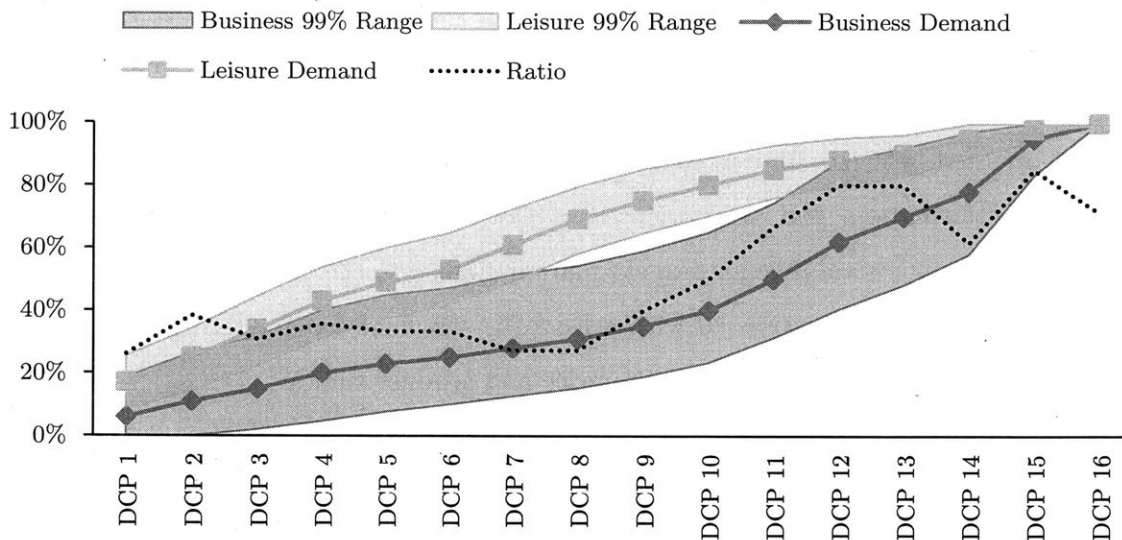 Business 99% Range Leisure 99% Range Business Demand
Leisure Demand Ratio
100%
80%
60%
40%
20%
0%
DCP 1
DCP 2
DCP 3
DCP 4
DCP 5
DCP 6
DCP 7
DCP 8
DCP 9
DCP 10
DCP 11
DCP 12
DCP 13
DCP 14
DCP 15
DCP 16